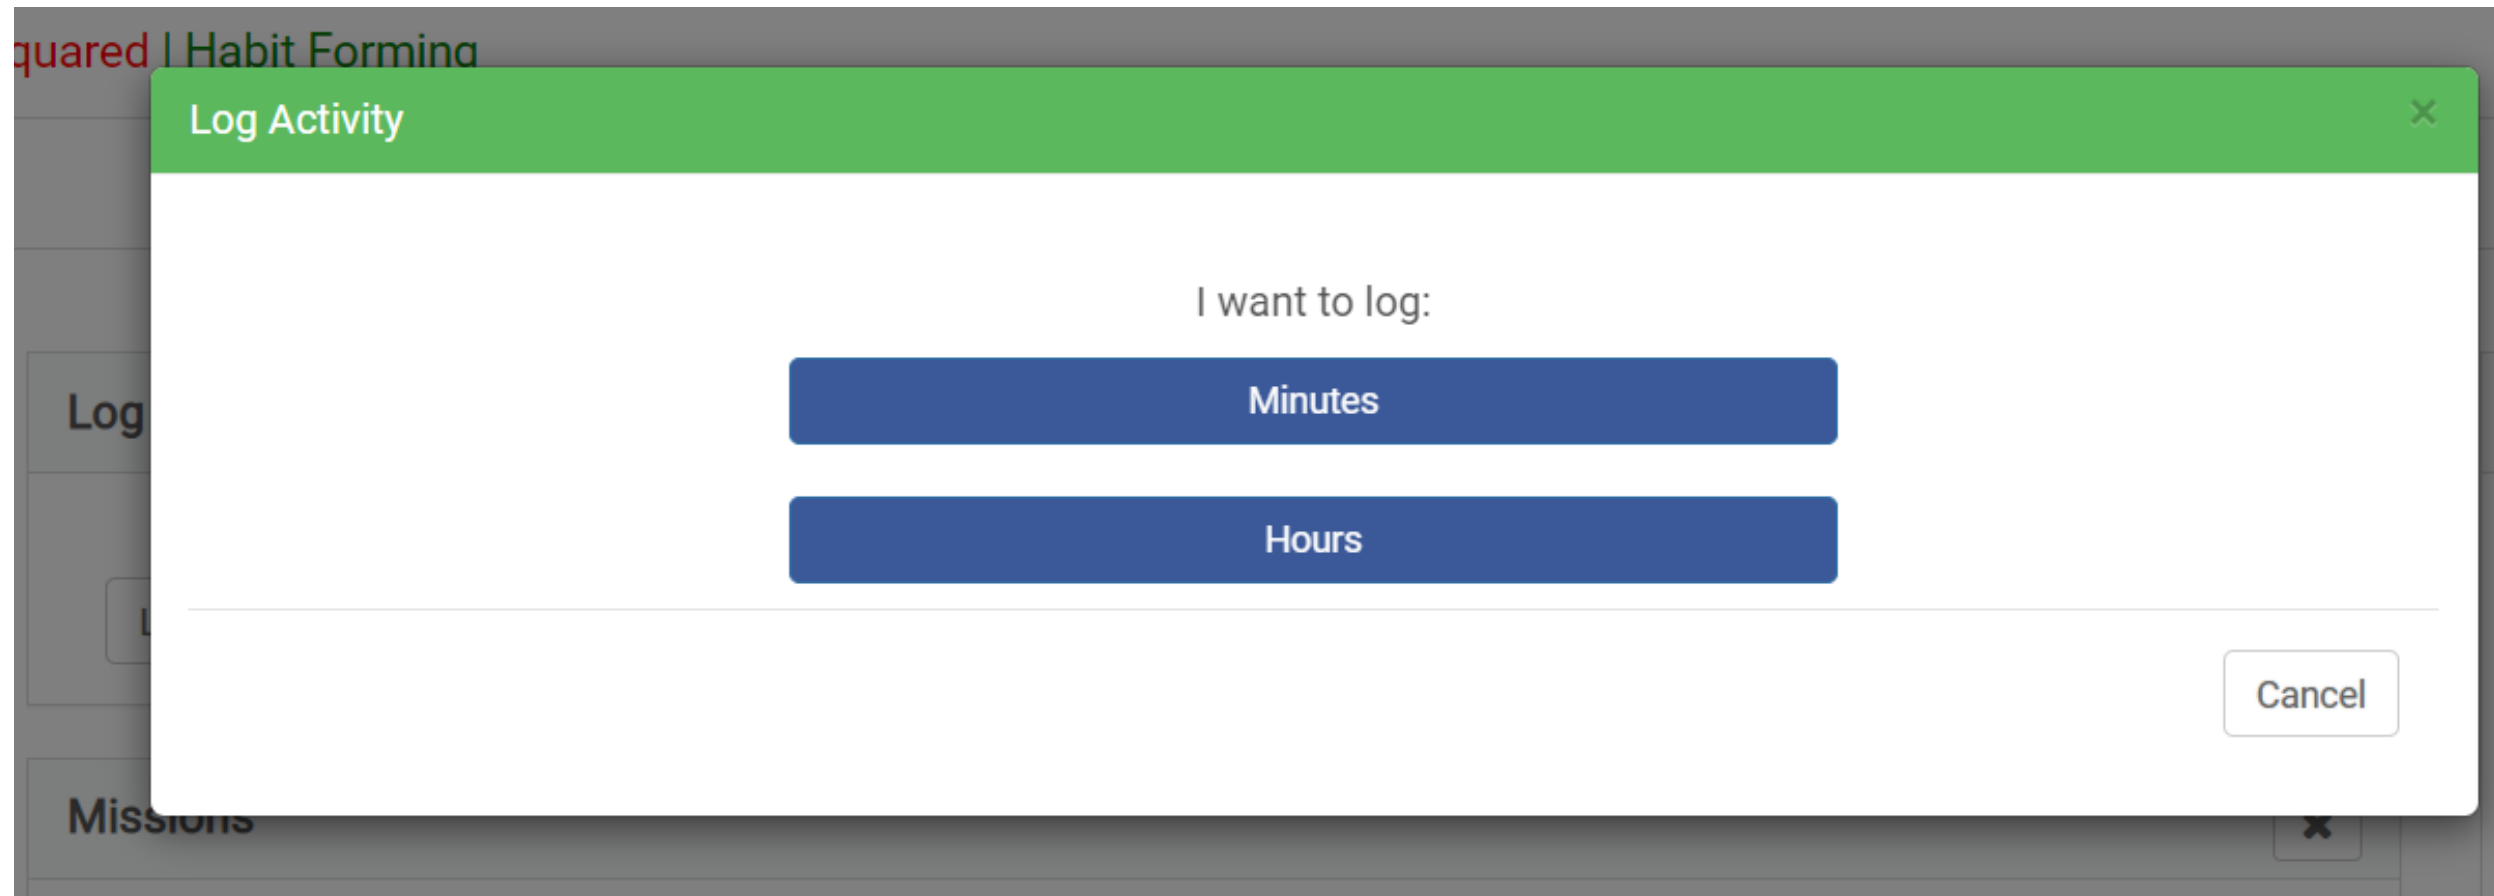 quared | Habit Forming
Log Activity
I want to log:
Log
Minutes
Hours
L
Cancel
Missions